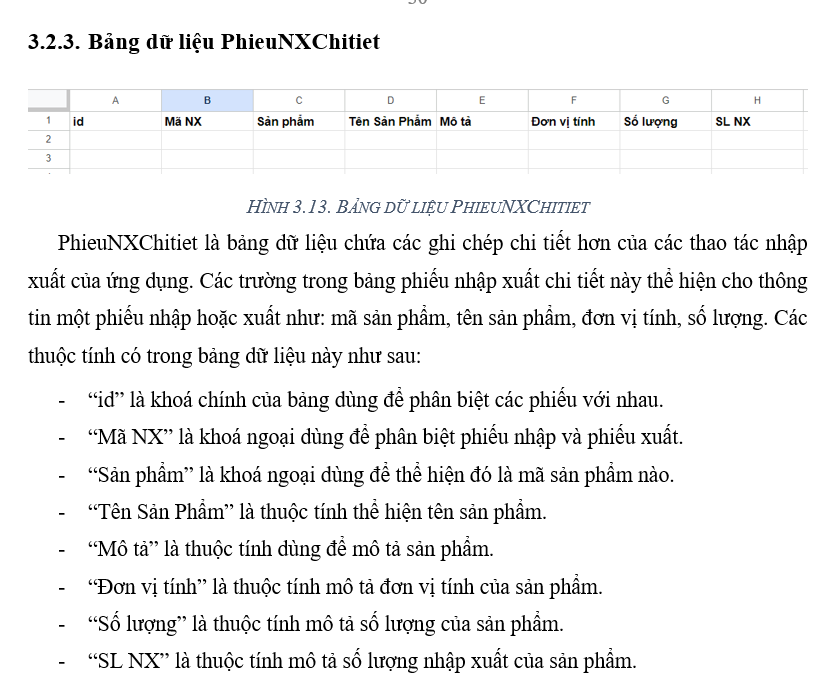 3.2.3. Bảng dữ liệu PhieuNXChitiet
A B C D E F G H
1 id Mã NX Sản phẩm Tên Sản Phẩm Mô tả Đơn vị tính Số lượng SL NX
2
3
HÌNH 3.13. BẢNG DỮ LIỆU PHIEUNXCHITIET
PhieuNXChitiet là bảng dữ liệu chứa các ghi chép chi tiết hơn của các thao tác nhập
xuất của ứng dụng. Các trường trong bảng phiếu nhập xuất chi tiết này thể hiện cho thông
tin một phiếu nhập hoặc xuất như: mã sản phẩm, tên sản phẩm, đơn vị tính, số lượng. Các
thuộc tính có trong bảng dữ liệu này như sau:
- “id” là khoá chính của bảng dùng để phân biệt các phiếu với nhau.
- “Mã NX” là khoá ngoại dùng để phân biệt phiếu nhập và phiếu xuất.
- “Sản phẩm” là khoá ngoại dùng để thể hiện đó là mã sản phẩm nào.
- “Tên Sản Phẩm” là thuộc tính thể hiện tên sản phẩm.
- “Mô tả” là thuộc tính dùng để mô tả sản phẩm.
- “Đơn vị tính” là thuộc tính mô tả đơn vị tính của sản phẩm.
- “Số lượng” là thuộc tính mô tả số lượng của sản phẩm.
- “SL NX” là thuộc tính mô tả số lượng nhập xuất của sản phẩm.